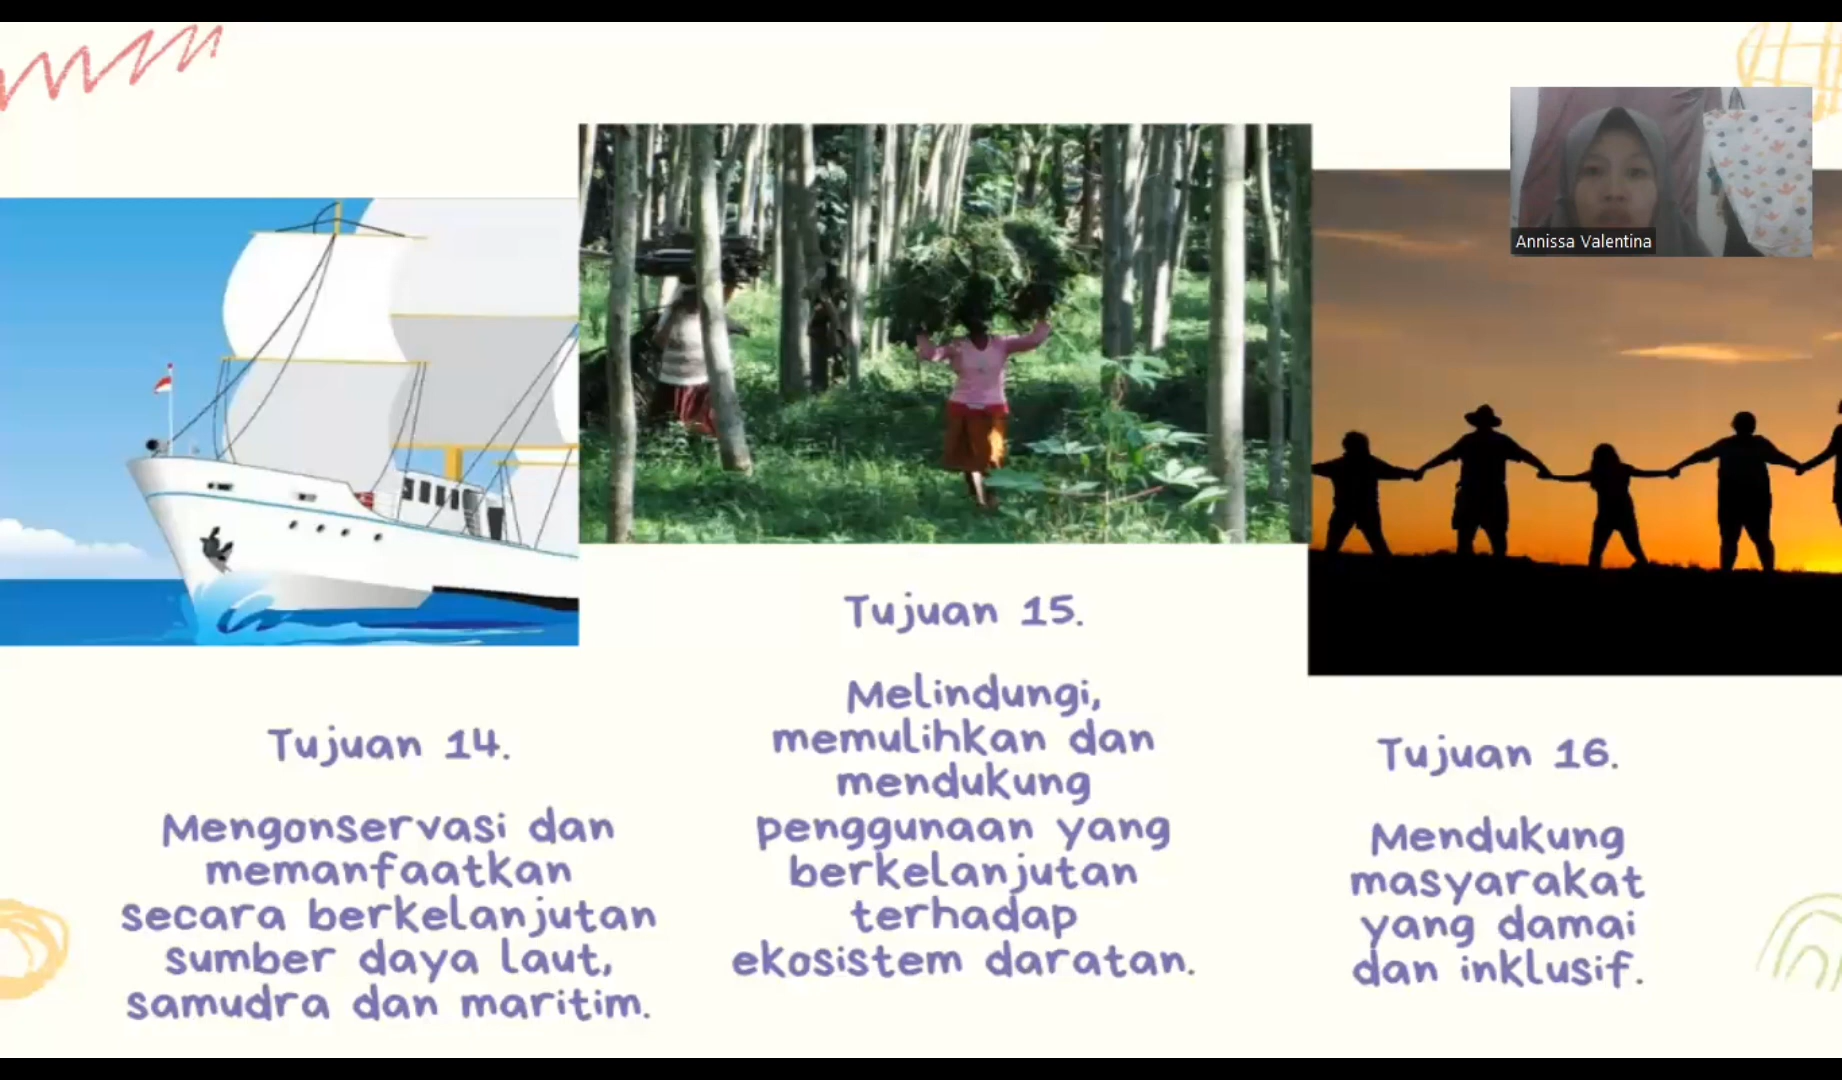 Annissa Valentina
Tujuan 14.
Mengonservasi dan
memanfaatkan
secara berkelanjutan
sumber daya laut,
samudra dan maritim.
Tujuan 15.
Melindungi,
memulihkan dan
mendukung
penggunaan yang
berkelanjutan
terhadap
ekosistem daratan.
Tujuan 16.
Mendukung
masyarakat
yang damai
dan inklusif.